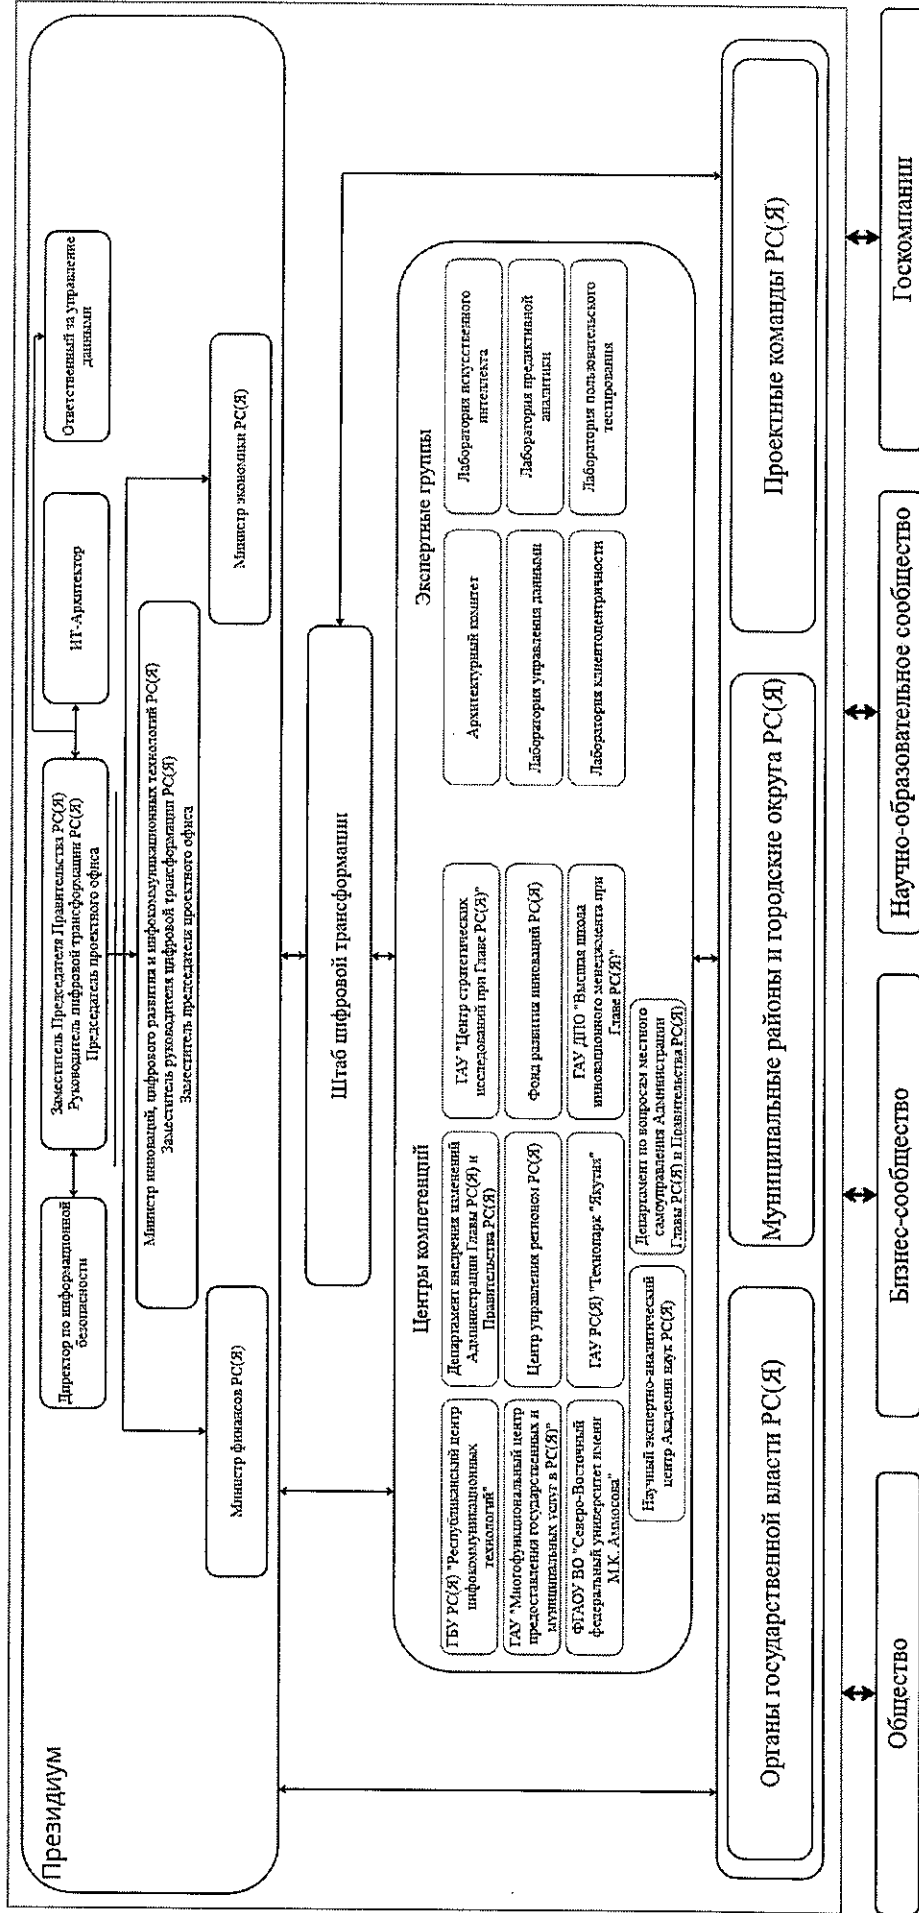 Президиум
Директор по информационной
безопасности
Заместитель Председателя Правительства РС(Я)
Руководитель цифровой трансформации РС(Я)
Председатель проектного офиса
ИТ-Архитектор
Ответственный за управление
данными
Министр инноваций, цифрового развития и инфокоммуникационных технологий РС(Я)
Заместитель руководителя цифровой трансформации РС(Я)
Заместитель председателя проектного офиса
Министр финансов РС(Я)
Министр экономики РС(Я)
Штаб цифровой трансформации
Центры компетенций
ГБУ РС(Я) "Республиканский центр
инфокоммуникационных
технологий"
Департамент внедрения изменений
Администрации Главы РС(Я) и
Правительства РС(Я)
ГАУ "Центр стратегических
исследований при Главе РС(Я)"
ГАУ "Многофункциональный центр
предоставления государственных и
муниципальных услуг в РС(Я)"
Центр управления регионом РС(Я)
Фонд развития инноваций РС(Я)
ФГАОУ ВО "Северо-Восточный
федеральный университет имени
М.К. Аммосова"
ГАУ РС(Я) "Технопарк "Якутия"
ГАУ ДПО "Высшая школа
инновационного менеджмента при
Главе РС(Я)"
Научный экспертно-аналитический
центр Академии наук РС(Я)
Департамент по вопросам местного
самоуправления Администрации
Главы РС(Я) и Правительства РС(Я)
Экспертные группы
Архитектурный комитет
Лаборатория искусственного
интеллекта
Лаборатория управления данными
Лаборатория предиктивной
аналитики
Лаборатория клиентоцентричности
Лаборатория пользовательского
тестирования
Органы государственной власти РС(Я)
Муниципальные районы и городские округа РС(Я)
Проектные команды РС(Я)
Общество
Бизнес-сообщество
Научно-образовательное сообщество
Госкомпании